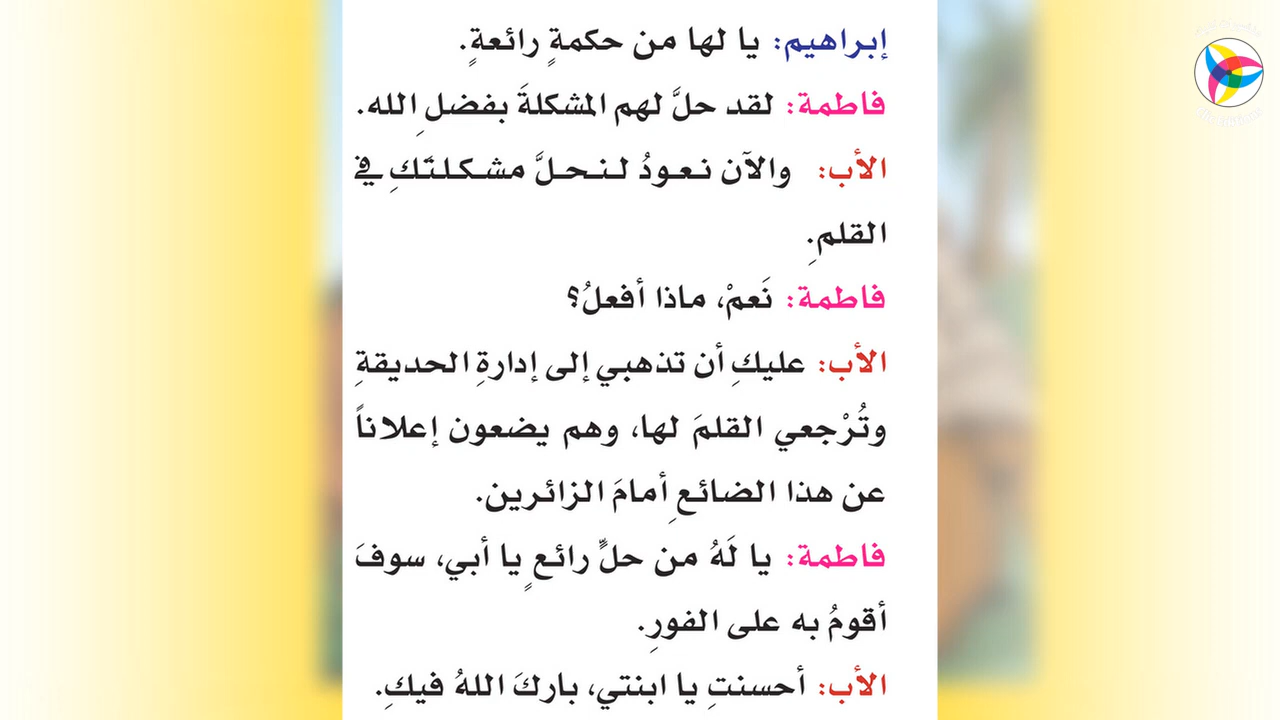 إبراهيم: يا لها من حكمةٍ رائعةٍ.
فاطمة: لقد حلَّ لهم المشكلةَ بفضلِ الله.
الأب: والآن نعودُ لنحلَّ مشكلتَكِ في
القلمِ.
فاطمة: نَعمْ، ماذا أفعلُ؟
الأب: عليكِ أن تذهبي إلى إدارةِ الحديقةِ
وتُرْجعي القلمَ لها، وهم يضعون إعلاناً
عن هذا الضائعِ أمامَ الزائرين.
فاطمة: يا لَهُ من حلٍّ رائعٍ يا أبي، سوفَ
أقومُ به على الفورِ.
الأب: أحسنتِ يا ابنتي، باركَ اللهُ فيكِ.